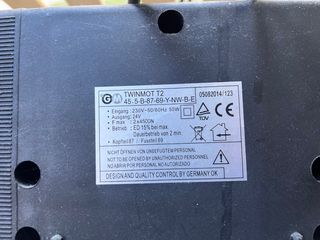 TWINMOT T2
45-5-B-87-69-Y-NW-B-E
05082014/123
• Eingang : 230V~50/60Hz 50W
• Ausgang : 24V
• F max : 2x4500N
• Betrieb : ED 15% bei max.
Dauerbetrieb von 2 min.
• Kopfteil 87 / Fussteil 69
TÜV
NICHT ÖFFNEN VON UNBEFUGTEM PERSONAL
NOT TO BE OPENED BY UNAUTHORIZED PERSONNEL
NO ABRIR POR PERSONAL NO AUTORIZADO
DESIGN AND QUALITY CONTROL BY GERMANY OK